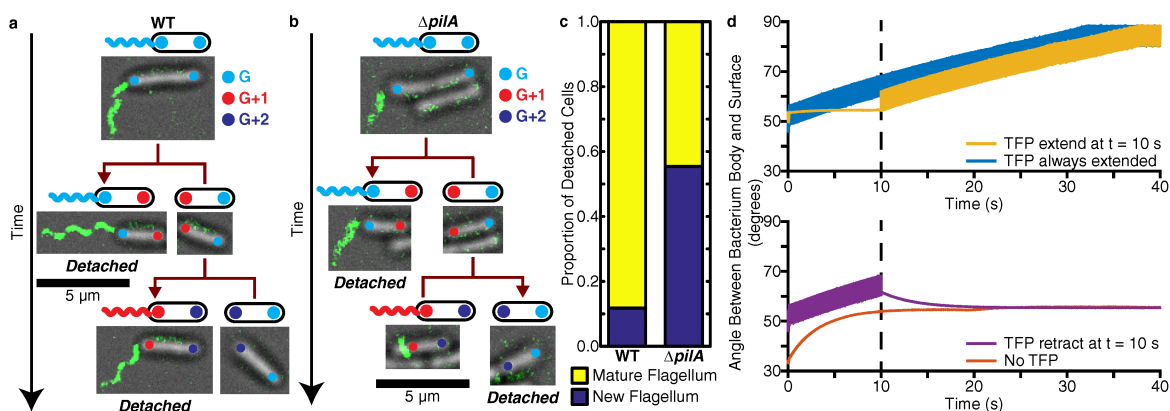 a
WT
G
G+1
G+2
Time
Detached
5 µm
Detached
b
ΔpilA
G
G+1
G+2
Time
Detached
5 µm
Detached
c
Proportion of Detached Cells
1.0
0.8
0.6
0.4
0.2
0.0
WT
ΔpilA
Mature Flagellum
New Flagellum
d
Angle Between Bacterium Body and Surface
(degrees)
90
70
50
30
TFP extend at t = 10 s
TFP always extended
0
10
20
30
40
Time (s)
90
70
50
30
TFP retract at t = 10 s
No TFP
0
10
20
30
40
Time (s)